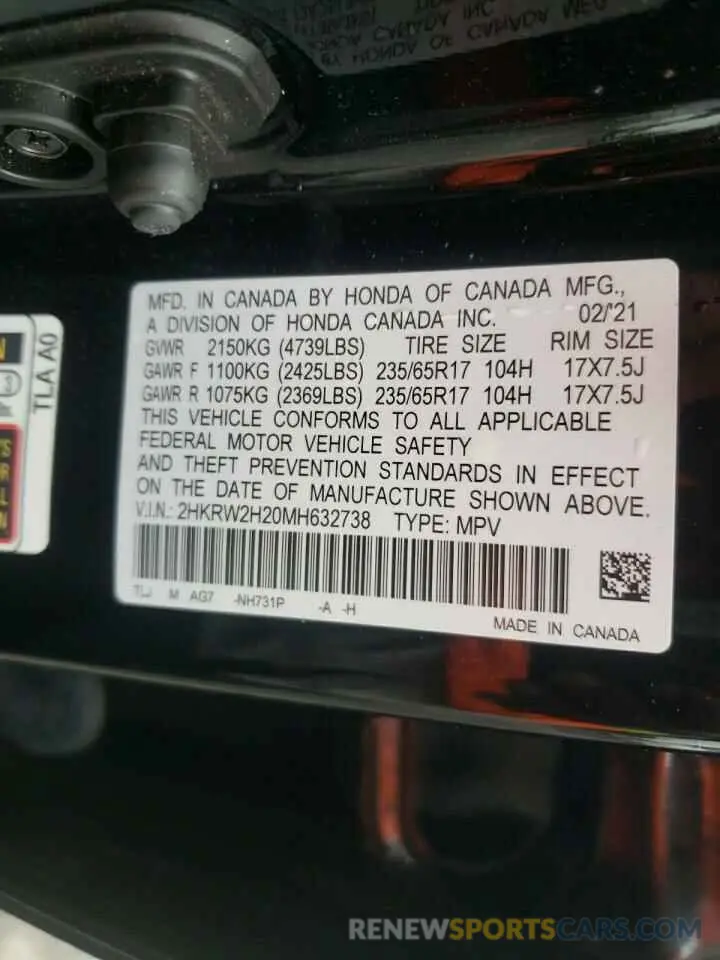 MFD. IN CANADA BY HONDA OF CANADA MFG.,
A DIVISION OF HONDA CANADA INC. 02/'21
GVWR 2150KG (4739LBS) TIRE SIZE RIM SIZE
GAWR F 1100KG (2425LBS) 235/65R17 104H 17X7.5J
GAWR R 1075KG (2369LBS) 235/65R17 104H 17X7.5J
THIS VEHICLE CONFORMS TO ALL APPLICABLE
FEDERAL MOTOR VEHICLE SAFETY
AND THEFT PREVENTION STANDARDS IN EFFECT
ON THE DATE OF MANUFACTURE SHOWN ABOVE.
V.I.N.: 2HKRW2H20MH632738 TYPE: MPV
TLJ M AG7 -NH731P -A -H
MADE IN CANADA
TLA A0
RENEWSPORTSCARS.COM